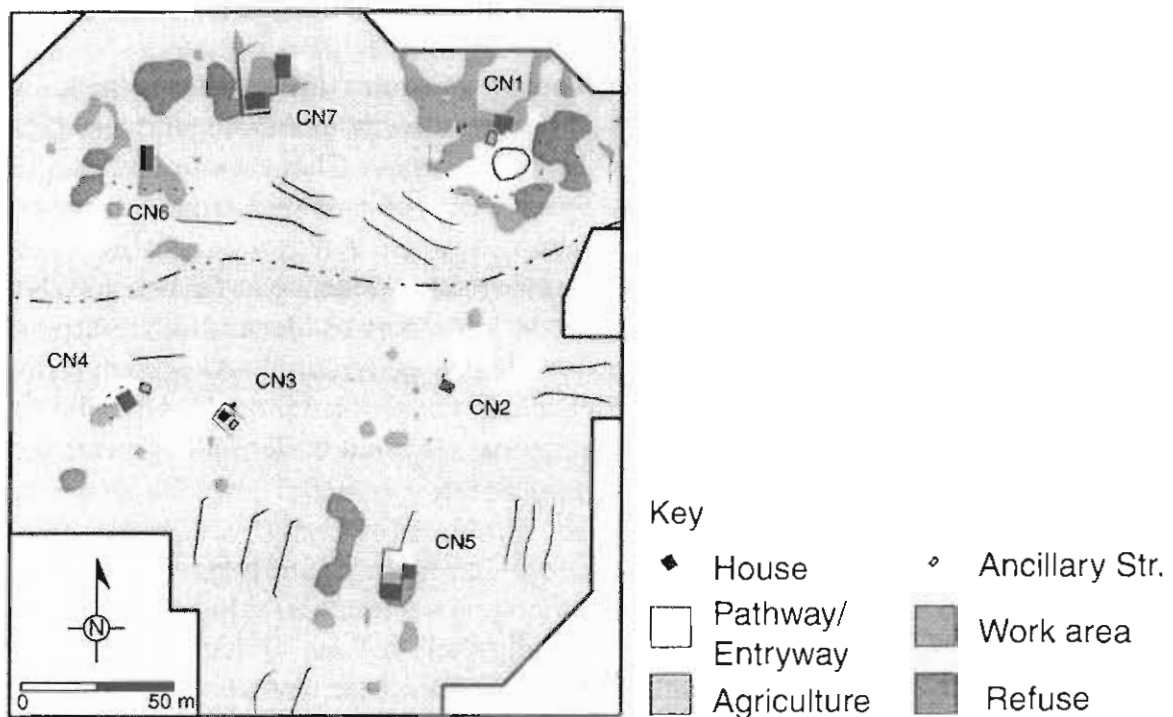 CN1
CN7
CN6
CN4
CN3
CN2
CN5
N
0 50 m
Key
House
Ancillary Str.
Pathway/
Entryway
Work area
Agriculture
Refuse